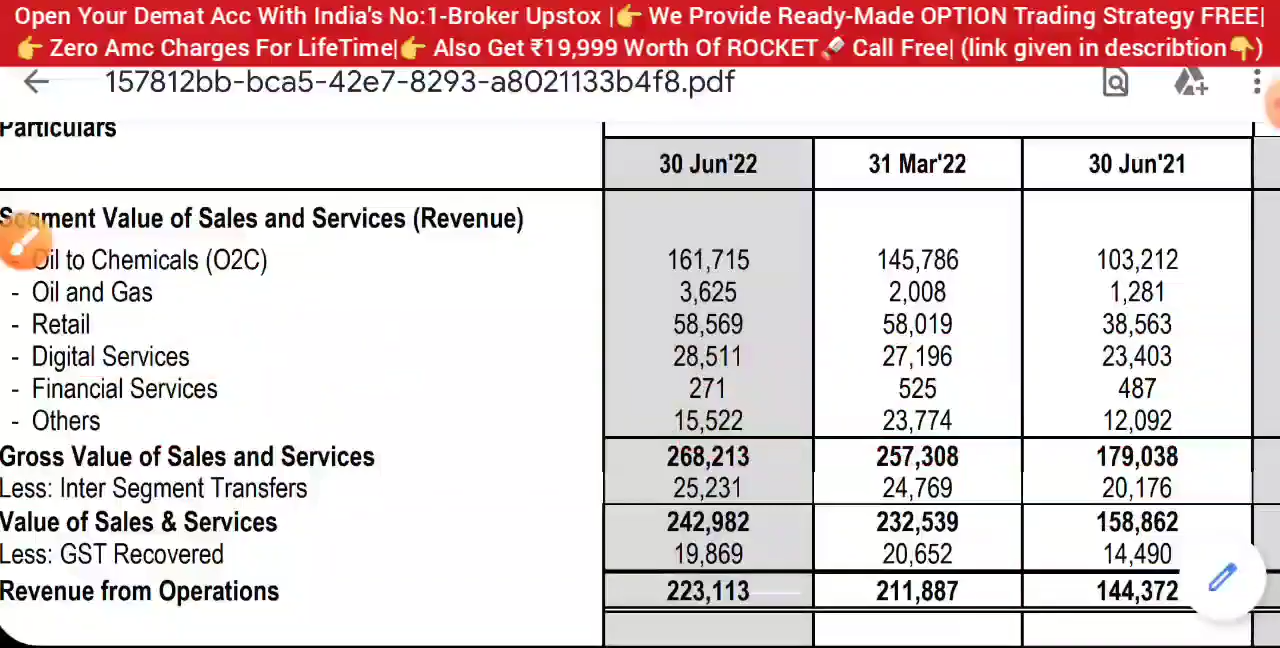 Open Your Demat Acc With India's No:1-Broker Upstox |👉 We Provide Ready-Made OPTION Trading Strategy FREE|
👉 Zero Amc Charges For LifeTime|👉 Also Get ₹19,999 Worth Of ROCKET🚀 Call Free| (link given in describtion👇)
157812bb-bca5-42e7-8293-a8021133b4f8.pdf
Particulars
30 Jun'22 31 Mar'22 30 Jun'21
Segment Value of Sales and Services (Revenue)
- Oil to Chemicals (O2C) 161,715 145,786 103,212
- Oil and Gas 3,625 2,008 1,281
- Retail 58,569 58,019 38,563
- Digital Services 28,511 27,196 23,403
- Financial Services 271 525 487
- Others 15,522 23,774 12,092
Gross Value of Sales and Services 268,213 257,308 179,038
Less: Inter Segment Transfers 25,231 24,769 20,176
Value of Sales & Services 242,982 232,539 158,862
Less: GST Recovered 19,869 20,652 14,490
Revenue from Operations 223,113 211,887 144,372